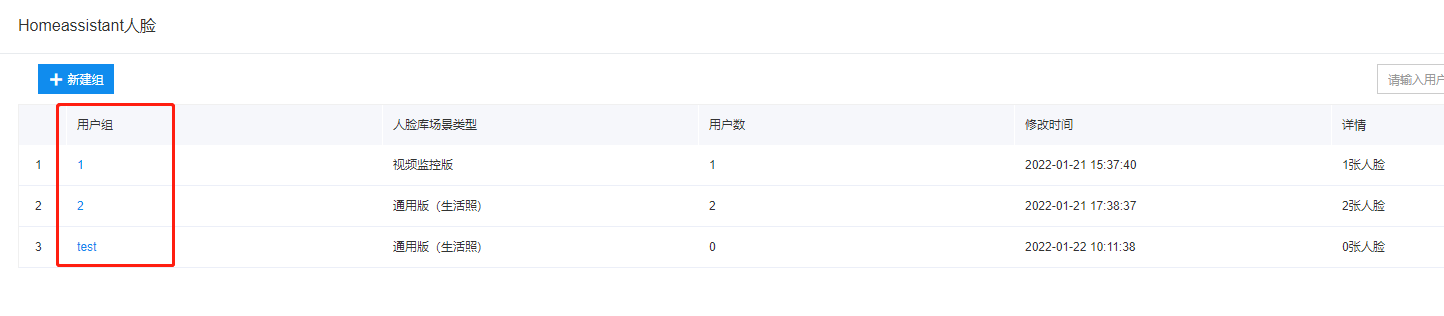 Homeassistant人脸
新建组
请输入用户
用户组 人脸库场景类型 用户数 修改时间 详情
1 1 视频监控版 1 2022-01-21 15:37:40 1张人脸
2 2 通用版（生活照） 2 2022-01-21 17:38:37 2张人脸
3 test 通用版（生活照） 0 2022-01-22 10:11:38 0张人脸